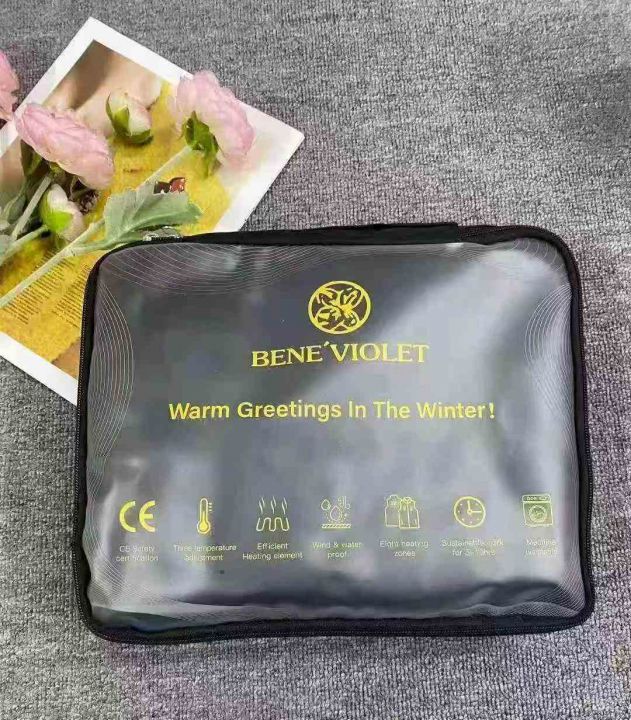 BENE´VIOLET
Warm Greetings In The Winter!
CE
CE Safety
certification
Three temperature
adjustment
Efficient
Heating element
Wind & water
proof
Eight heating
zones
for
Machine